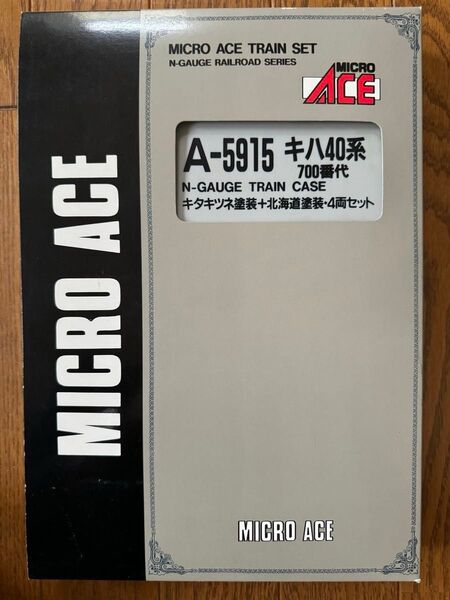 MICRO ACE
MICRO ACE TRAIN SET
N-GAUGE RAILROAD SERIES
MICRO
ACE
A-5915 キハ40系
700番代
N-GAUGE TRAIN CASE
キタキツネ塗装+北海道塗装・4両セット
MICRO ACE